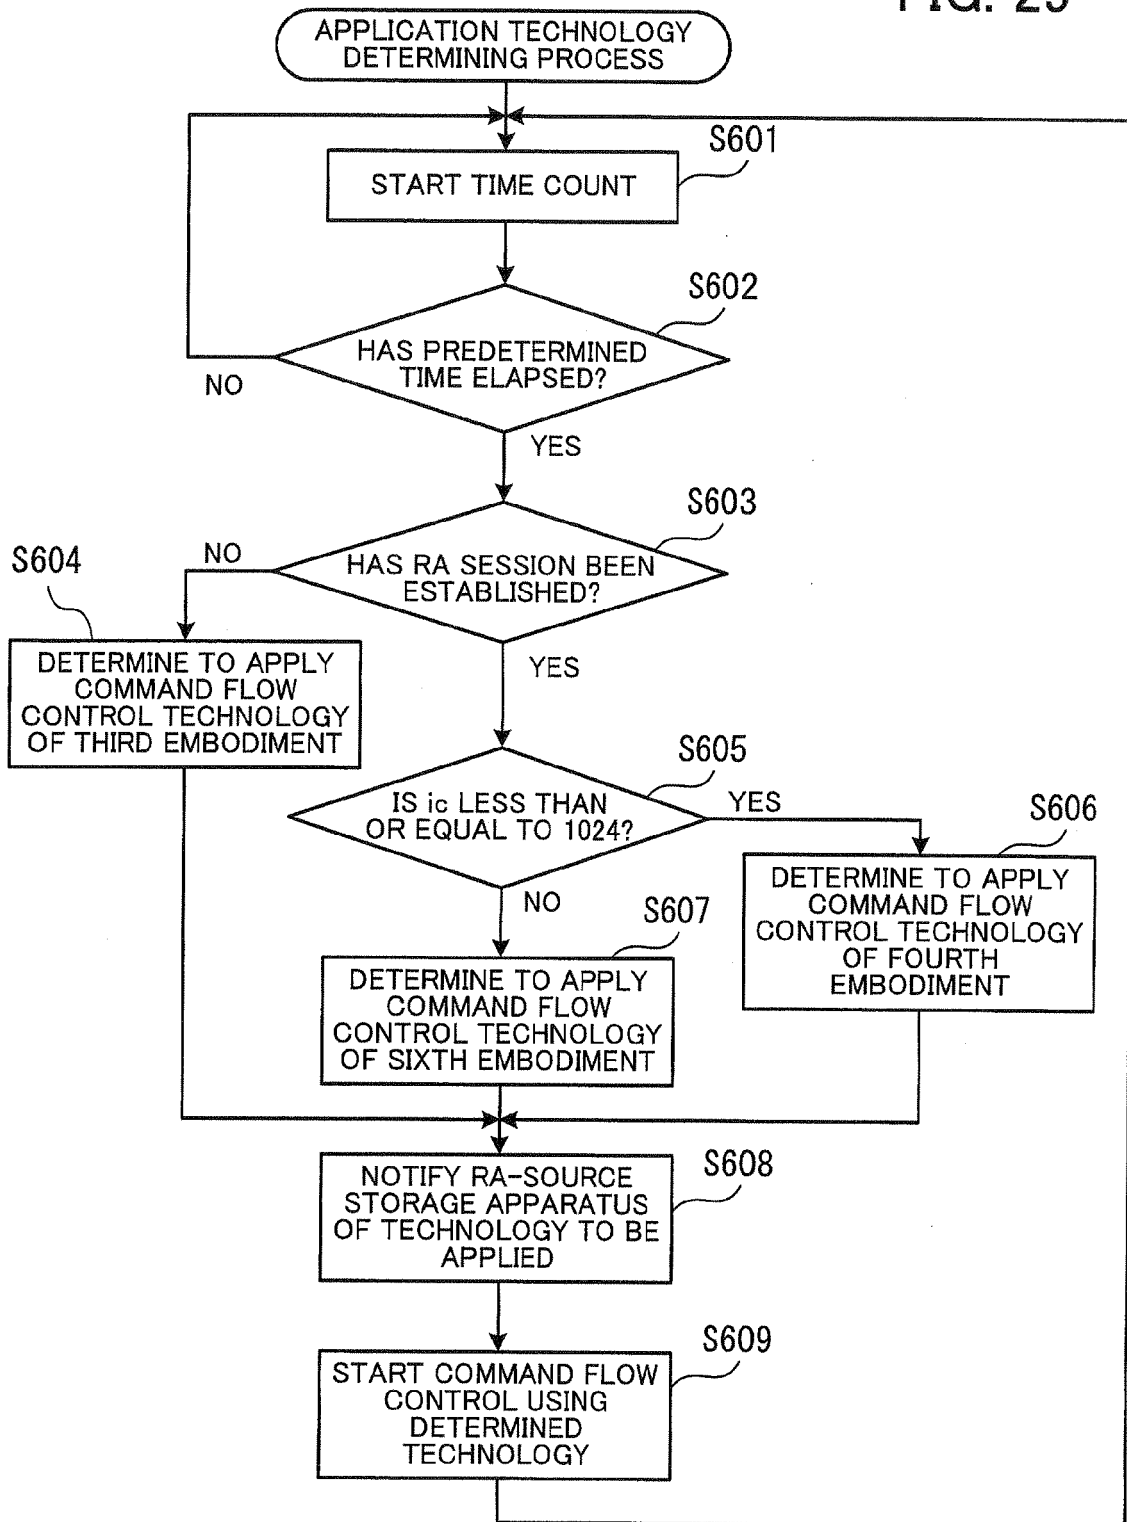 APPLICATION TECHNOLOGY
DETERMINING PROCESS
S601
START TIME COUNT
S602
HAS PREDETERMINED
TIME ELAPSED?
NO
YES
S603
HAS RA SESSION BEEN
ESTABLISHED?
NO
YES
S604
DETERMINE TO APPLY
COMMAND FLOW
CONTROL TECHNOLOGY
OF THIRD EMBODIMENT
S605
IS ic LESS THAN
OR EQUAL TO 1024?
YES
NO
S606
DETERMINE TO APPLY
COMMAND FLOW
CONTROL TECHNOLOGY
OF FOURTH
EMBODIMENT
S607
DETERMINE TO APPLY
COMMAND FLOW
CONTROL TECHNOLOGY
OF SIXTH EMBODIMENT
S608
NOTIFY RA-SOURCE
STORAGE APPARATUS
OF TECHNOLOGY TO BE
APPLIED
S609
START COMMAND FLOW
CONTROL USING
DETERMINED
TECHNOLOGY